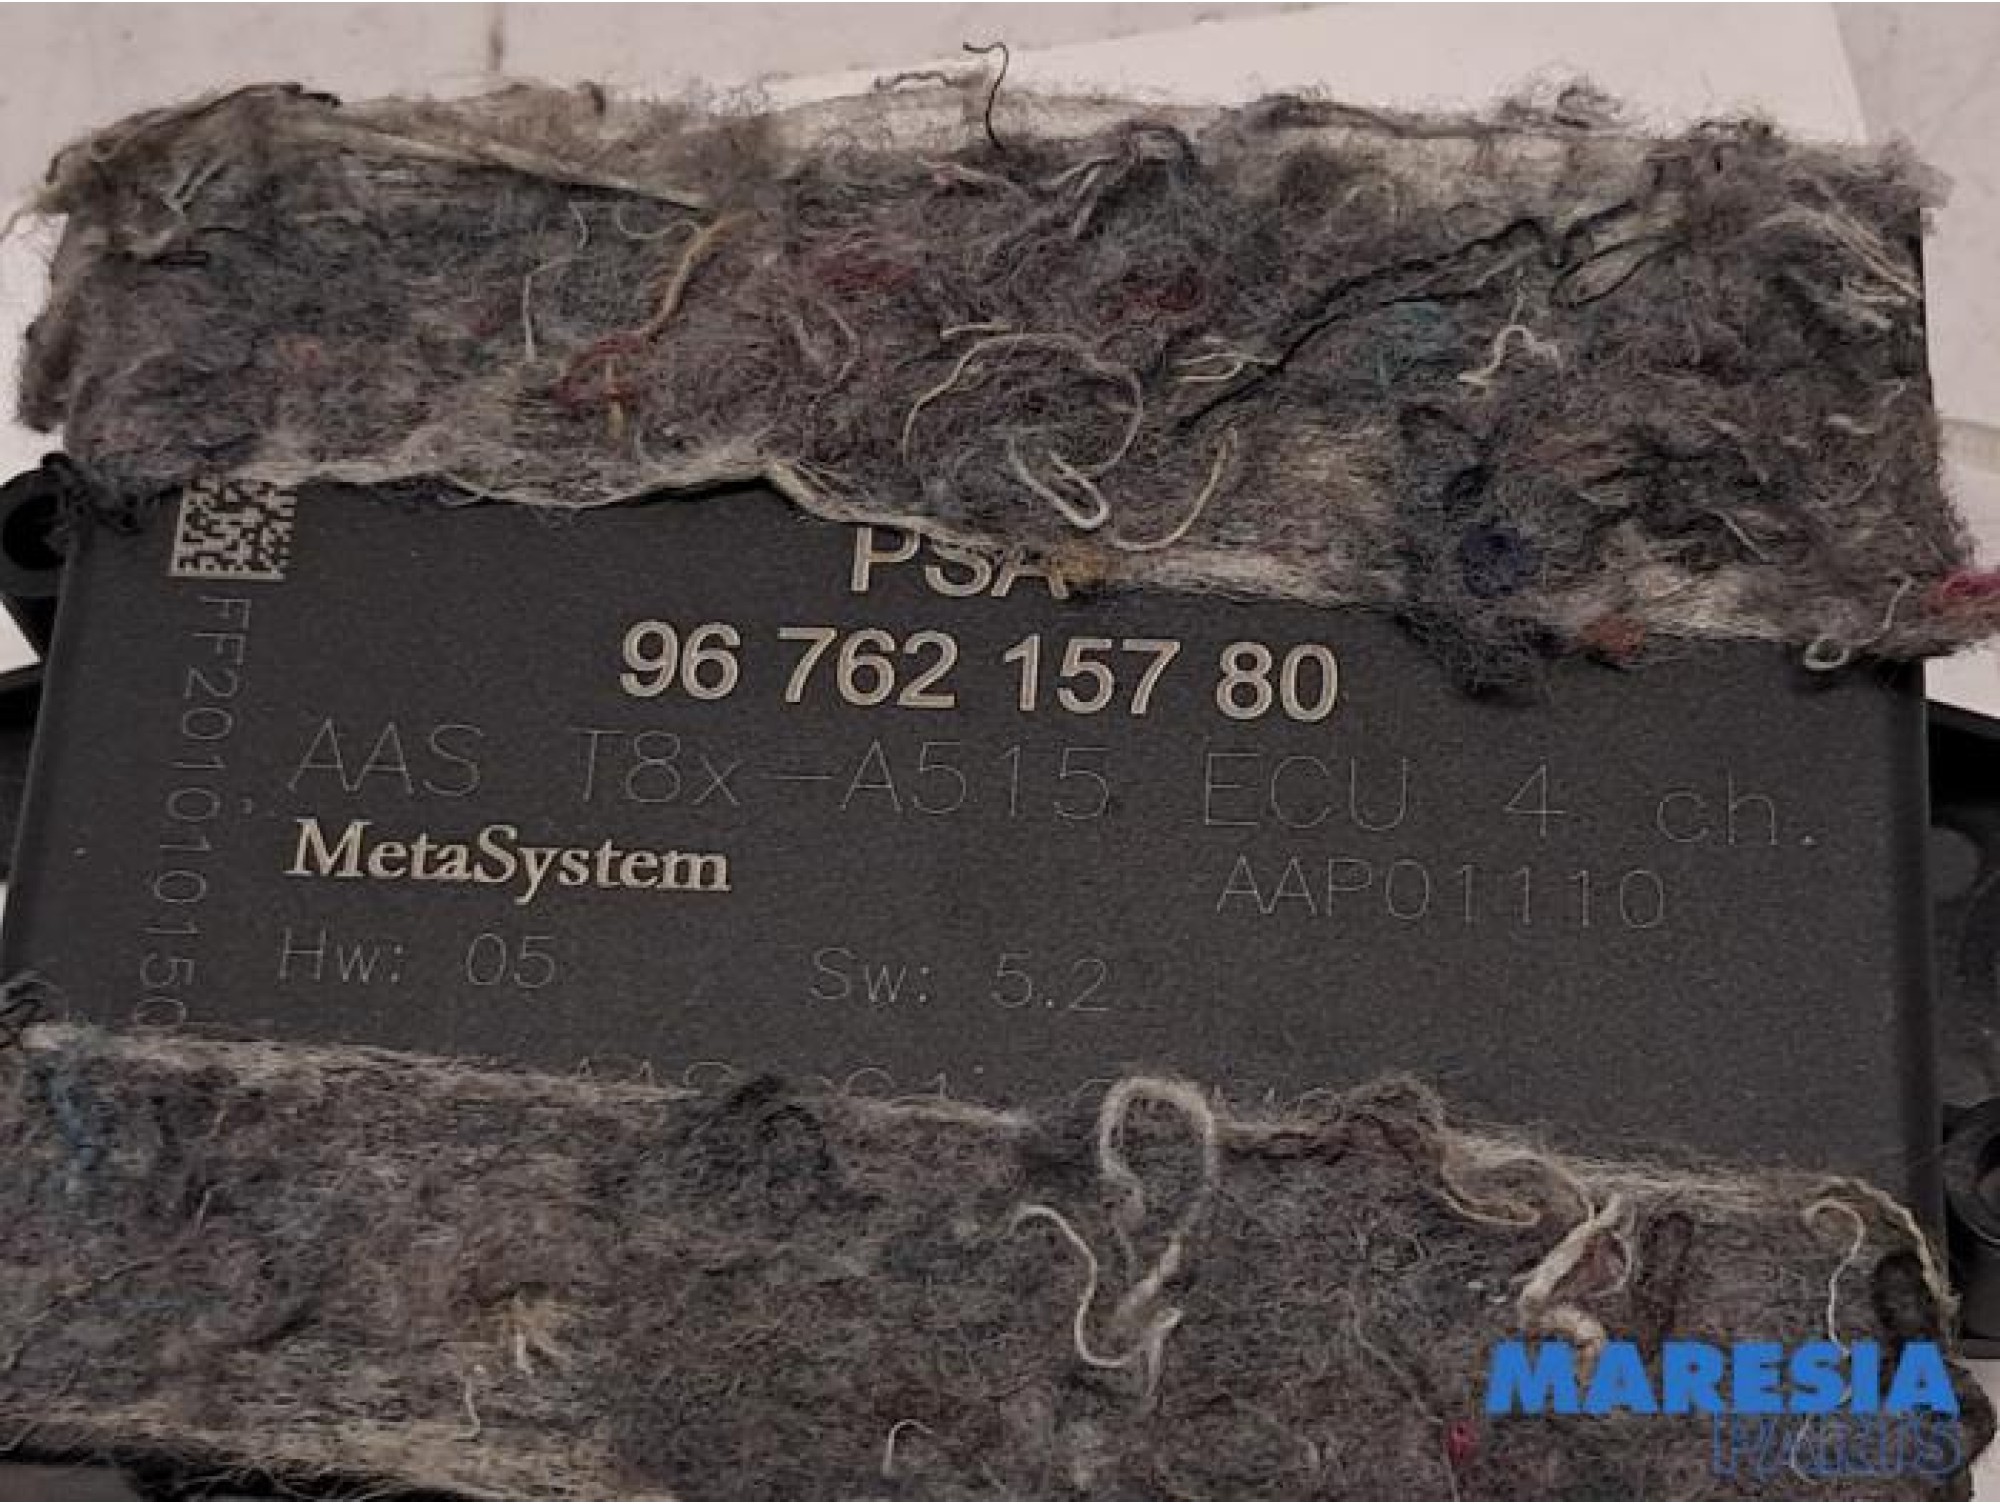 PSA
96 762 157 80
AAS T8x-A515 ECU 4 ch.
MetaSystem
AAP01110
Hw: 05 Sw: 5.2
MARESIA
PARTS